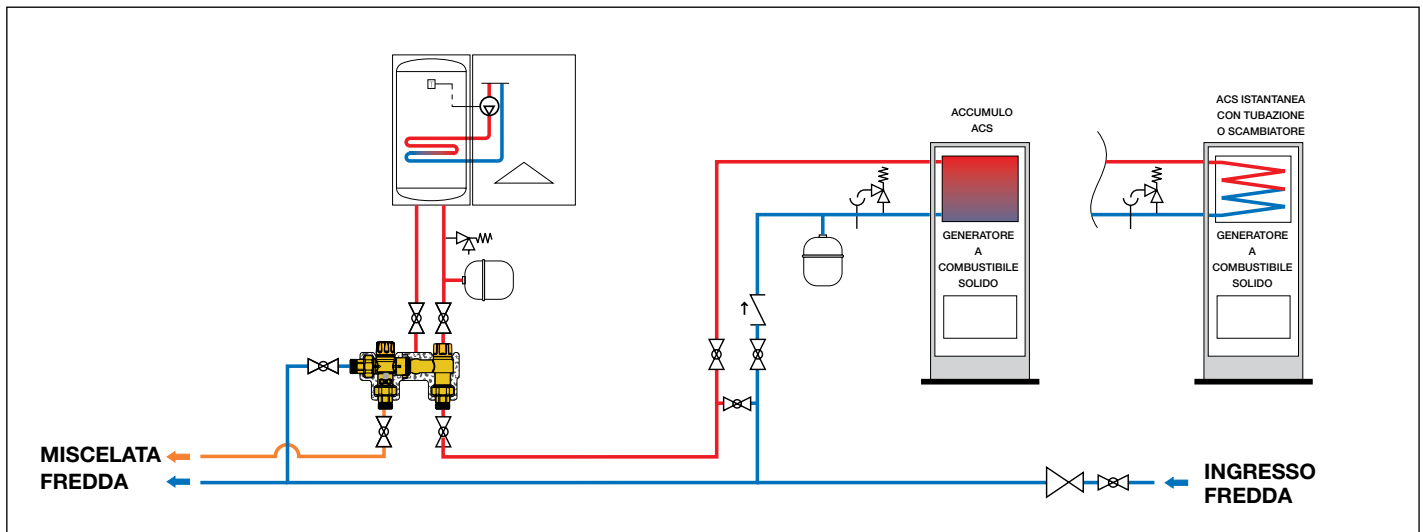 ACCUMULO
ACS
ACS ISTANTANEA
CON TUBAZIONE
O SCAMBIATORE
GENERATORE
A
COMBUSTIBILE
SOLIDO
GENERATORE
A
COMBUSTIBILE
SOLIDO
MISCELATA
FREDDA
INGRESSO
FREDDA